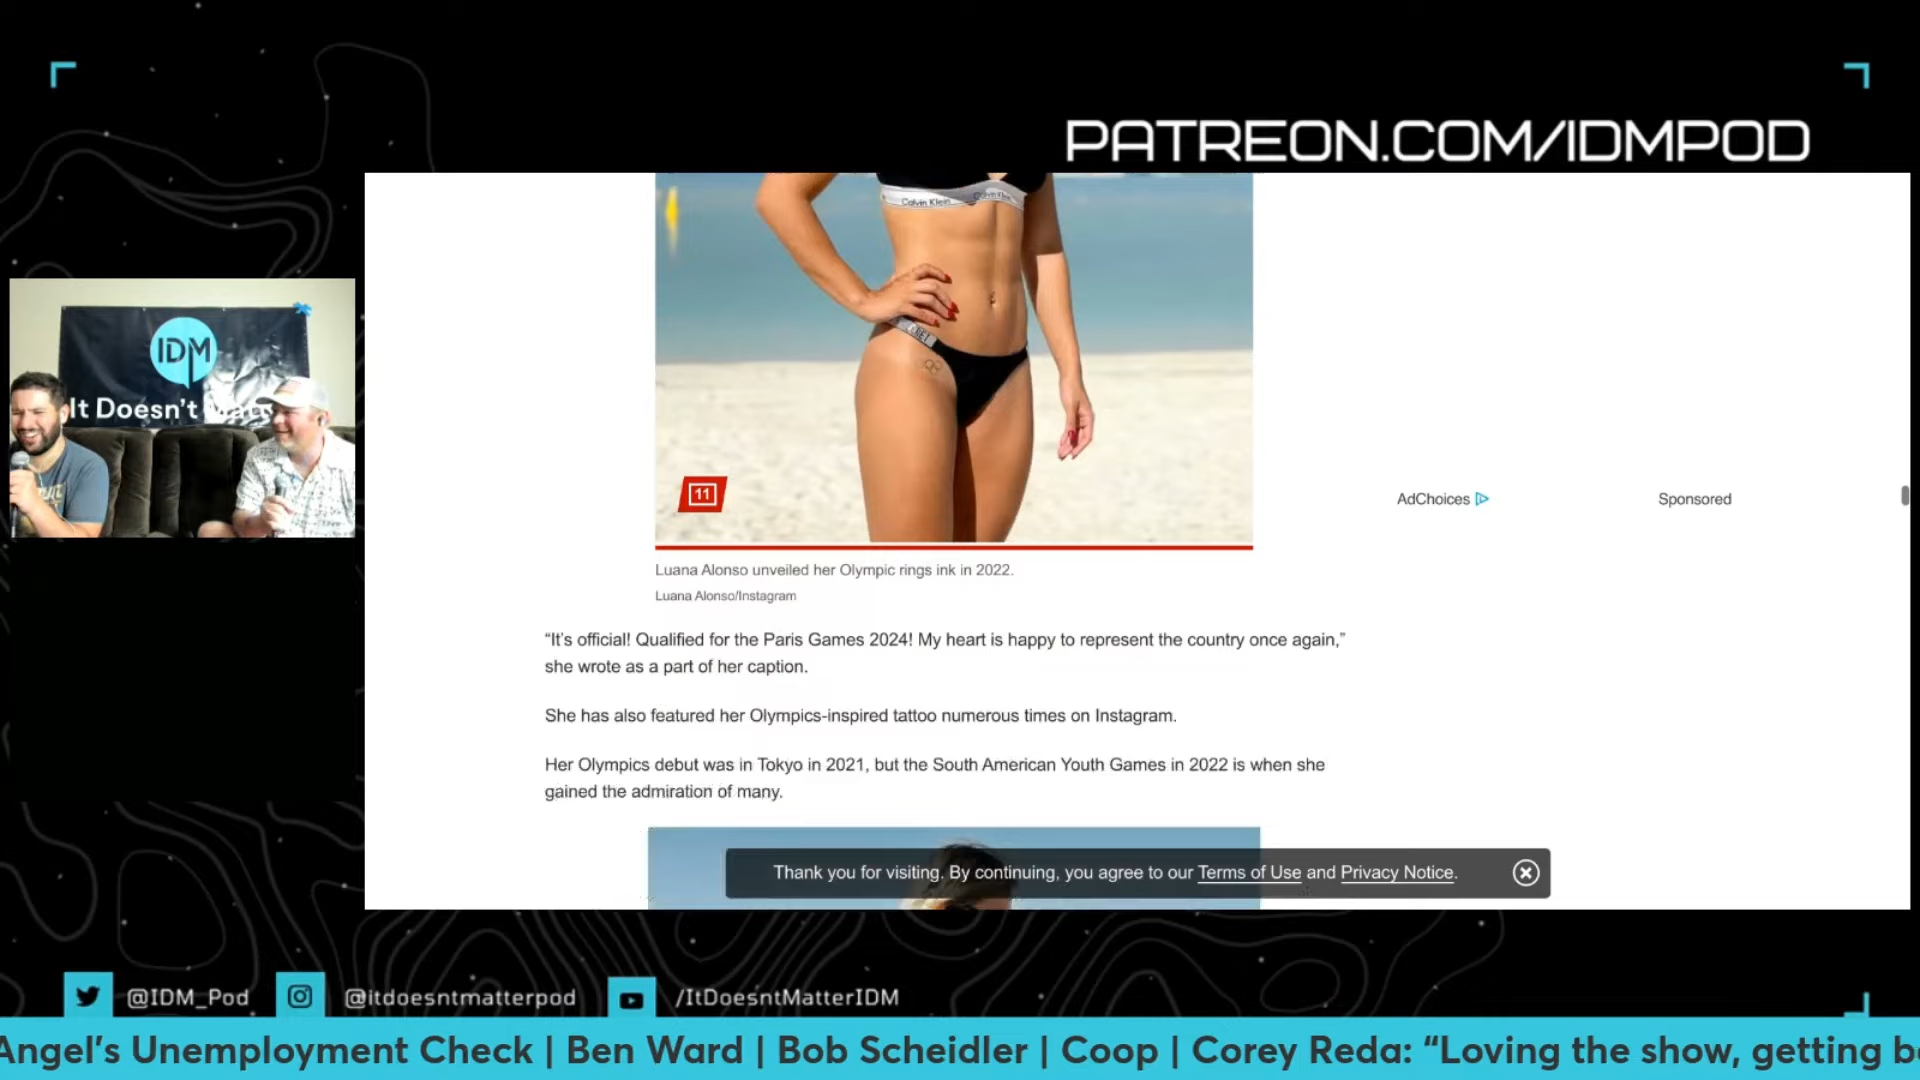 PATREON.COM/IDMPOD
Calvin Klein Calvin Klein
IDM
It Doesn't
11
AdChoices
Sponsored
Luana Alonso unveiled her Olympic rings ink in 2022.
Luana Alonso/Instagram
“It’s official! Qualified for the Paris Games 2024! My heart is happy to represent the country once again,”
she wrote as a part of her caption.
She has also featured her Olympics-inspired tattoo numerous times on Instagram.
Her Olympics debut was in Tokyo in 2021, but the South American Youth Games in 2022 is when she
gained the admiration of many.
Thank you for visiting. By continuing, you agree to our Terms of Use and Privacy Notice.
@IDM_Pod
@itdoesntmatterpod
/ItDoesntMatterIDM
Angel’s Unemployment Check | Ben Ward | Bob Scheidler | Coop | Corey Reda: “Loving the show, getting